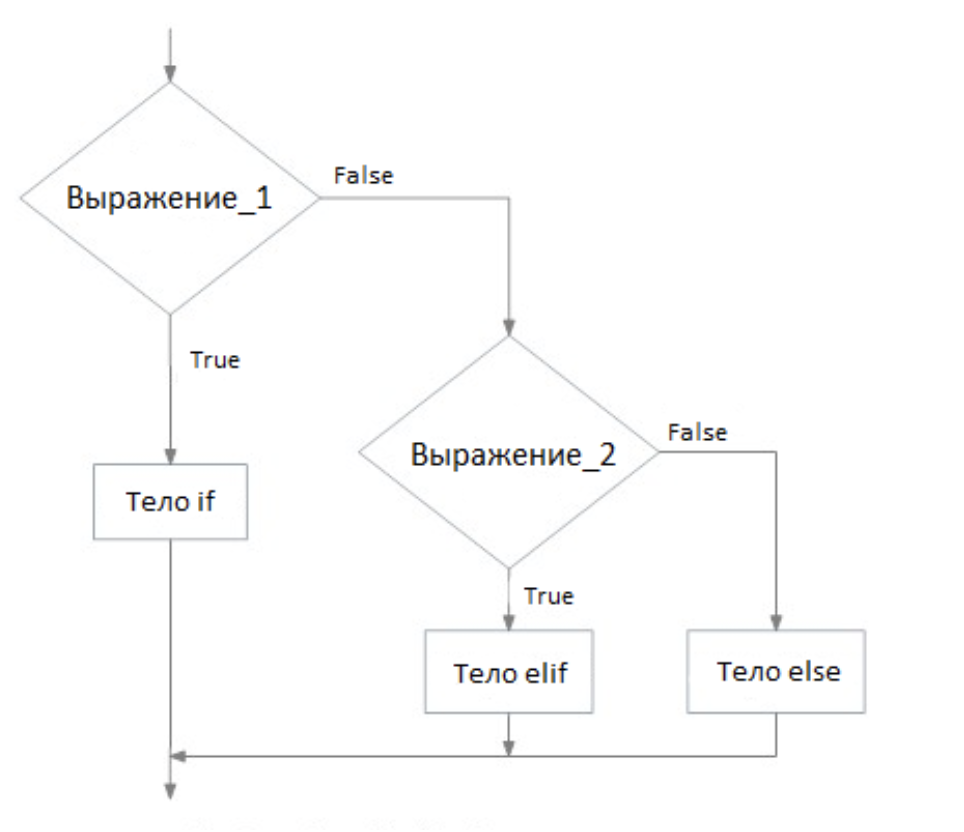 False
Выражение_1
True
False
Выражение_2
Тело if
True
Тело elif
Тело else